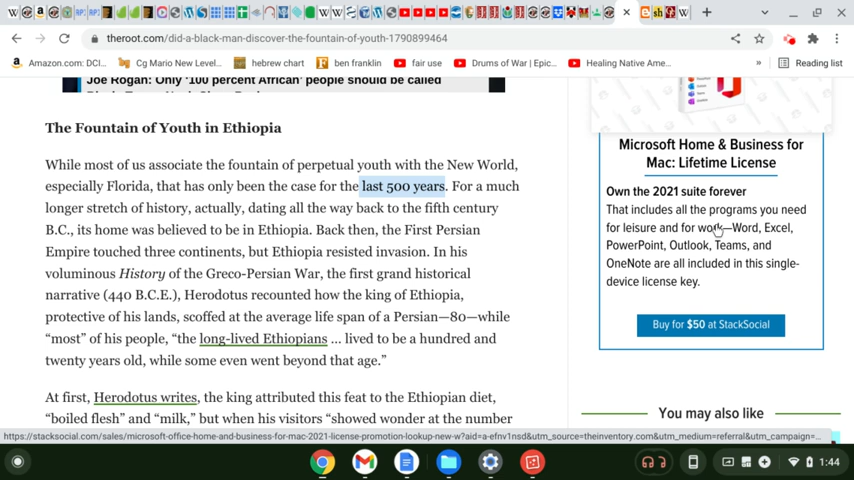 theroot.com/did-a-black-man-discover-the-fountain-of-youth-1790899464
Amazon.com: DCI...
Cg Mario New Level...
hebrew chart
ben franklin
fair use
Drums of War | Epic...
Healing Native Ame...
»
Reading list
Joe Rogan: Only '100 percent African' people should be called
The Fountain of Youth in Ethiopia
While most of us associate the fountain of perpetual youth with the New World,
especially Florida, that has only been the case for the last 500 years. For a much
longer stretch of history, actually, dating all the way back to the fifth century
B.C., its home was believed to be in Ethiopia. Back then, the First Persian
Empire touched three continents, but Ethiopia resisted invasion. In his
voluminous History of the Greco-Persian War, the first grand historical
narrative (440 B.C.E.), Herodotus recounted how the king of Ethiopia,
protective of his lands, scoffed at the average life span of a Persian—80—while
“most” of his people, “the long-lived Ethiopians ... lived to be a hundred and
twenty years old, while some even went beyond that age.”
At first, Herodotus writes, the king attributed this feat to the Ethiopian diet,
“boiled flesh” and “milk,” but when his visitors “showed wonder at the number
Microsoft Home & Business for
Mac: Lifetime License
Own the 2021 suite forever
That includes all the programs you need
for leisure and for work—Word, Excel,
PowerPoint, Outlook, Teams, and
OneNote are all included in this single-
device license key.
Buy for $50 at StackSocial
You may also like
https://stacksocial.com/sales/microsoft-office-home-and-business-for-mac-2021-license-promotion-lookup-new-w?aid=a-efnv1nsd&utm_source=theinventory.com&utm_medium=referral&utm_campaign=...
1:44